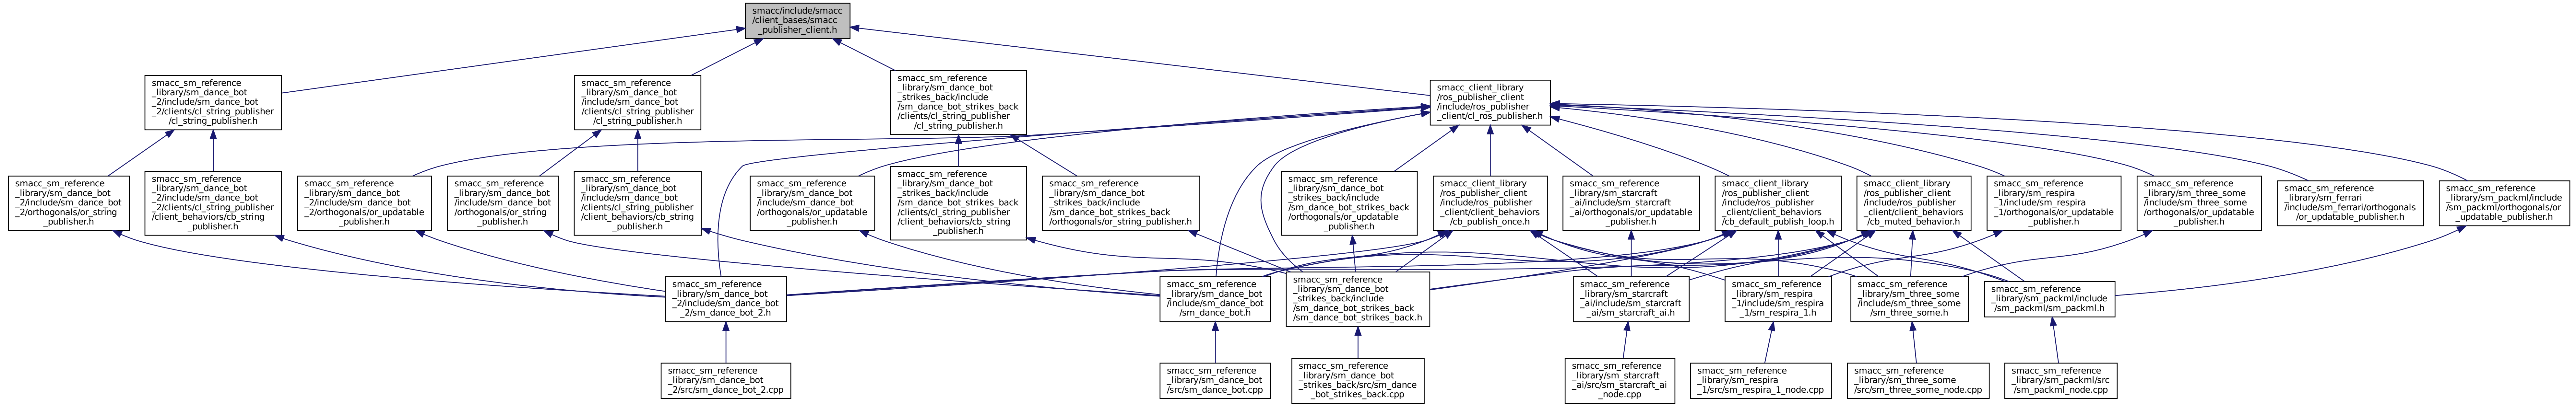 smacc/include/smacc
/client_bases/smacc
_publisher_client.h
smacc_sm_reference
_library/sm_dance_bot
_2/include/sm_dance_bot
_2/clients/cl_string_publisher
/cl_string_publisher.h
smacc_sm_reference
_library/sm_dance_bot
/include/sm_dance_bot
/clients/cl_string_publisher
/cl_string_publisher.h
smacc_sm_reference
_library/sm_dance_bot
_strikes_back/include
/sm_dance_bot_strikes_back
/clients/cl_string_publisher
/cl_string_publisher.h
smacc_client_library
/ros_publisher_client
/include/ros_publisher
_client/cl_ros_publisher.h
smacc_sm_reference
_library/sm_dance_bot
_2/include/sm_dance_bot
_2/orthogonals/or_string
_publisher.h
smacc_sm_reference
_library/sm_dance_bot
_2/include/sm_dance_bot
_2/clients/cl_string_publisher
/client_behaviors/cb_string
_publisher.h
smacc_sm_reference
_library/sm_dance_bot
_2/include/sm_dance_bot
_2/orthogonals/or_updatable
_publisher.h
smacc_sm_reference
_library/sm_dance_bot
/include/sm_dance_bot
/orthogonals/or_string
_publisher.h
smacc_sm_reference
_library/sm_dance_bot
/include/sm_dance_bot
/clients/cl_string_publisher
/client_behaviors/cb_string
_publisher.h
smacc_sm_reference
_library/sm_dance_bot
/include/sm_dance_bot
/orthogonals/or_updatable
_publisher.h
smacc_sm_reference
_library/sm_dance_bot
_strikes_back/include
/sm_dance_bot_strikes_back
/clients/cl_string_publisher
/client_behaviors/cb_string
_publisher.h
smacc_sm_reference
_library/sm_dance_bot
_strikes_back/include
/sm_dance_bot_strikes_back
/orthogonals/or_string_publisher.h
smacc_sm_reference
_library/sm_dance_bot
_strikes_back/include
/sm_dance_bot_strikes_back
/orthogonals/or_updatable
_publisher.h
smacc_client_library
/ros_publisher_client
/include/ros_publisher
_client/client_behaviors
/cb_publish_once.h
smacc_sm_reference
_library/sm_starcraft
_ai/include/sm_starcraft
_ai/orthogonals/or_updatable
_publisher.h
smacc_client_library
/ros_publisher_client
/include/ros_publisher
_client/client_behaviors
/cb_default_publish_loop.h
smacc_client_library
/ros_publisher_client
/include/ros_publisher
_client/client_behaviors
/cb_muted_behavior.h
smacc_sm_reference
_library/sm_respira
_1/include/sm_respira
_1/orthogonals/or_updatable
_publisher.h
smacc_sm_reference
_library/sm_three_some
/include/sm_three_some
/orthogonals/or_updatable
_publisher.h
smacc_sm_reference
_library/sm_ferrari
/include/sm_ferrari/orthogonals
/or_updatable_publisher.h
smacc_sm_reference
_library/sm_packml/include
/sm_packml/orthogonals/or
_updatable_publisher.h
smacc_sm_reference
_library/sm_dance_bot
_2/include/sm_dance_bot
_2/sm_dance_bot_2.h
smacc_sm_reference
_library/sm_dance_bot
/include/sm_dance_bot
/sm_dance_bot.h
smacc_sm_reference
_library/sm_dance_bot
_strikes_back/include
/sm_dance_bot_strikes_back
/sm_dance_bot_strikes_back.h
smacc_sm_reference
_library/sm_starcraft
_ai/include/sm_starcraft
_ai/sm_starcraft_ai.h
smacc_sm_reference
_library/sm_respira
_1/include/sm_respira
_1/sm_respira_1.h
smacc_sm_reference
_library/sm_three_some
/include/sm_three_some
/sm_three_some.h
smacc_sm_reference
_library/sm_packml/include
/sm_packml/sm_packml.h
smacc_sm_reference
_library/sm_dance_bot
_2/src/sm_dance_bot_2.cpp
smacc_sm_reference
_library/sm_dance_bot
/src/sm_dance_bot.cpp
smacc_sm_reference
_library/sm_dance_bot
_strikes_back/src/sm_dance
_bot_strikes_back.cpp
smacc_sm_reference
_library/sm_starcraft
_ai/src/sm_starcraft_ai
_node.cpp
smacc_sm_reference
_library/sm_respira
_1/src/sm_respira_1_node.cpp
smacc_sm_reference
_library/sm_three_some
/src/sm_three_some_node.cpp
smacc_sm_reference
_library/sm_packml/src
/sm_packml_node.cpp